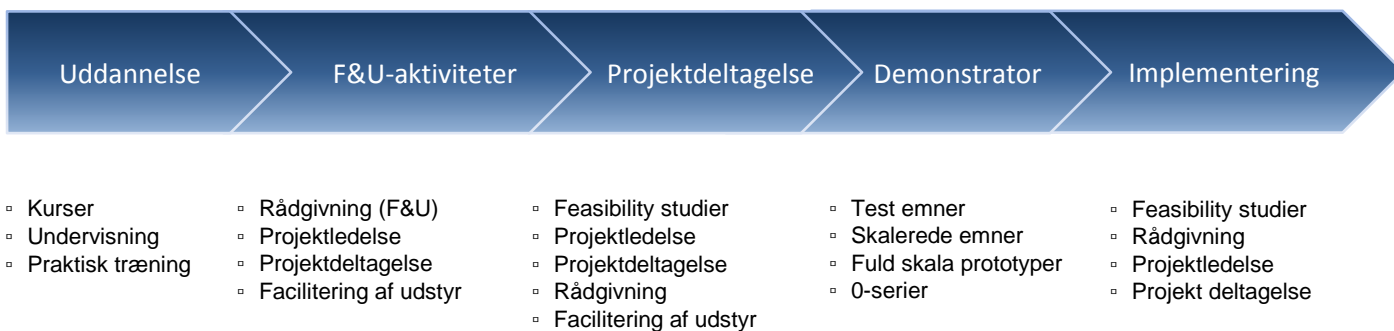 Uddannelse
F&U-aktiviteter
Projektdeltagelse
Demonstrator
Implementering
▫ Kurser
▫ Undervisning
▫ Praktisk træning
▫ Rådgivning (F&U)
▫ Projektledelse
▫ Projektdeltagelse
▫ Facilitering af udstyr
▫ Feasibility studier
▫ Projektledelse
▫ Projektdeltagelse
▫ Rådgivning
▫ Facilitering af udstyr
▫ Test emner
▫ Skalerede emner
▫ Fuld skala prototyper
▫ 0-serier
▫ Feasibility studier
▫ Rådgivning
▫ Projektledelse
▫ Projekt deltagelse